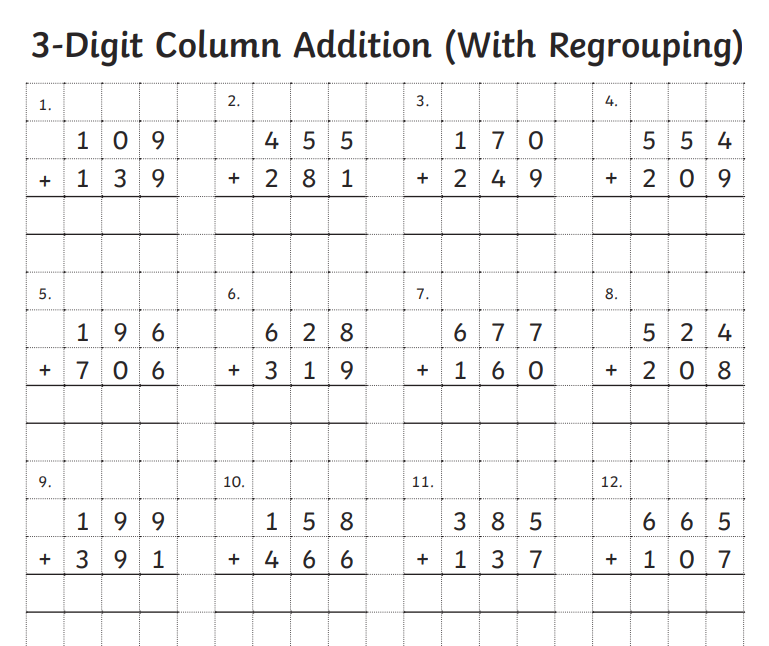 3-Digit Column Addition (With Regrouping)
1. 2. 3. 4.
1 0 9 4 5 5 1 7 0 5 5 4
+ 1 3 9 + 2 8 1 + 2 4 9 + 2 0 9
5. 6. 7. 8.
1 9 6 6 2 8 6 7 7 5 2 4
+ 7 0 6 + 3 1 9 + 1 6 0 + 2 0 8
9. 10. 11. 12.
1 9 9 1 5 8 3 8 5 6 6 5
+ 3 9 1 + 4 6 6 + 1 3 7 + 1 0 7